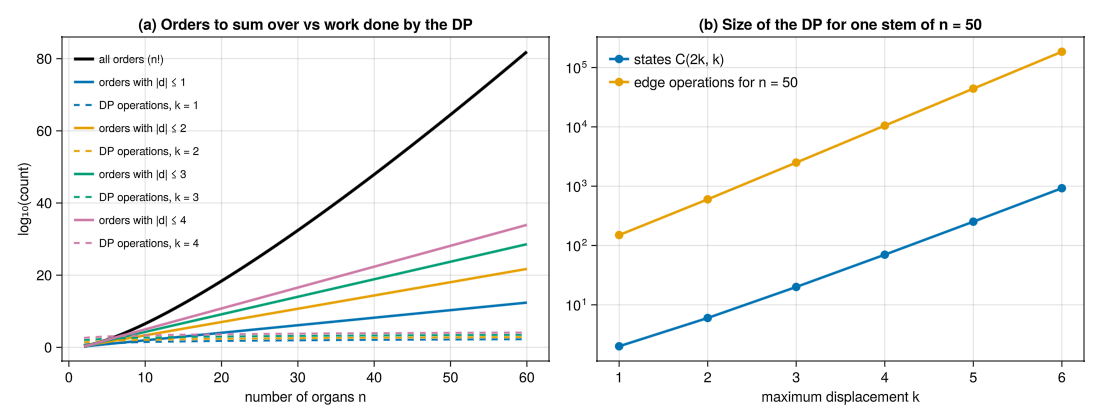 (a) Orders to sum over vs work done by the DP
log₁₀(count)
80
60
40
20
0
all orders (n!)
orders with |d| ≤ 1
DP operations, k = 1
orders with |d| ≤ 2
DP operations, k = 2
orders with |d| ≤ 3
DP operations, k = 3
orders with |d| ≤ 4
DP operations, k = 4
0 10 20 30 40 50 60
number of organs n
(b) Size of the DP for one stem of n = 50
10⁵
10⁴
10³
10²
10¹
states C(2k, k)
edge operations for n = 50
1 2 3 4 5 6
maximum displacement k